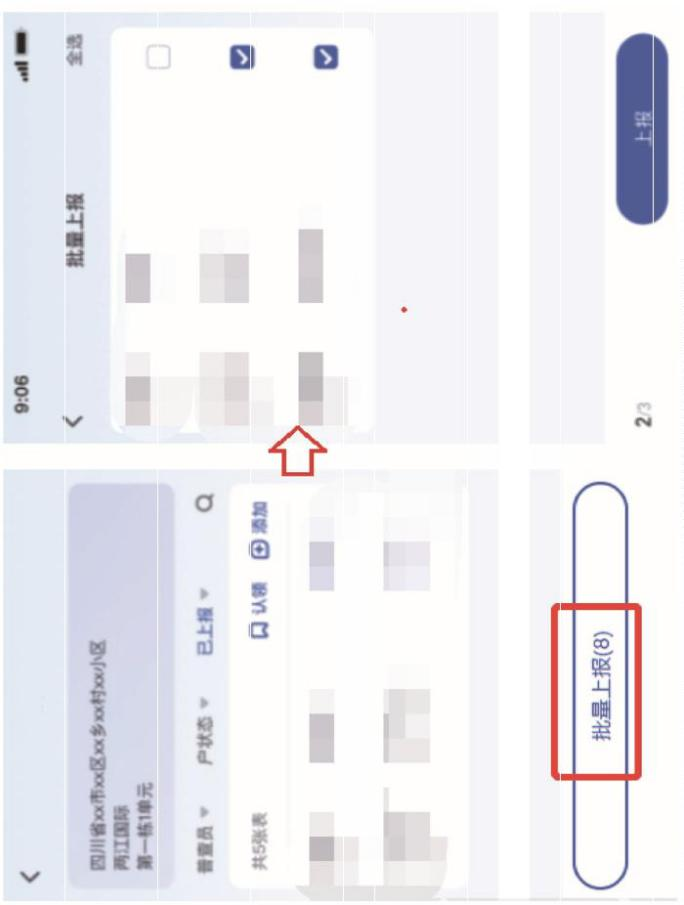 四川省xx市xx区xx乡xx村xx小区
两江国际
第一栋1单元
普查员
户状态
已上报
共5张表
认领
添加
批量上报(8)
9:06
批量上报
全选
2/3
上报